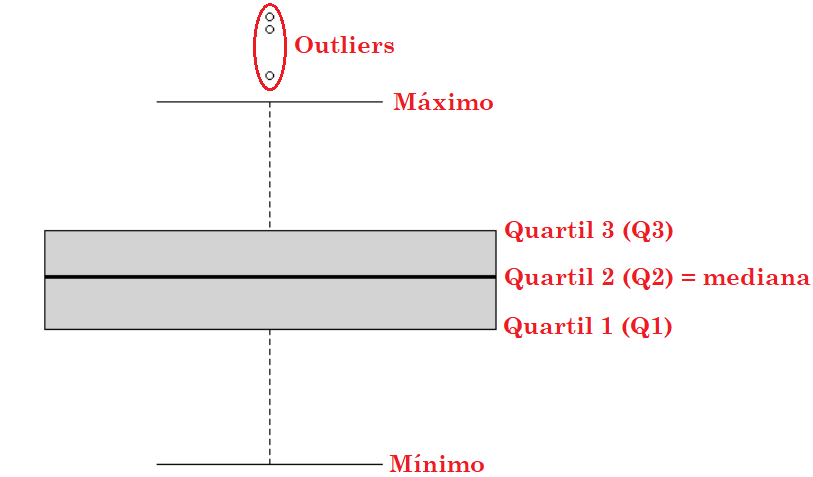 Outliers
Máximo
Quartil 3 (Q3)
Quartil 2 (Q2) = mediana
Quartil 1 (Q1)
Mínimo